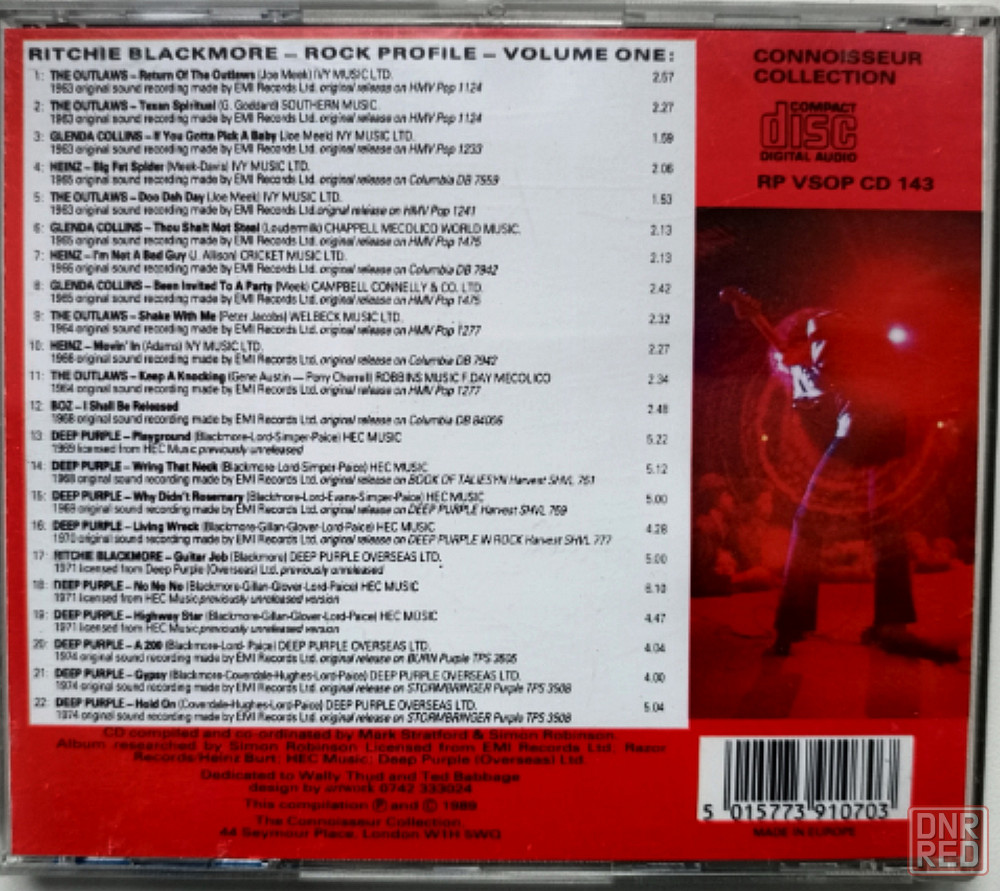 RITCHIE BLACKMORE – ROCK PROFILE – VOLUME ONE:
1: THE OUTLAWS – Return Of The Outlaws (Joe Meek) IVY MUSIC LTD. 2.57
1963 original sound recording made by EMI Records Ltd. original release on HMV Pop 1124
2: THE OUTLAWS – Texan Spiritual (G. Goddard) SOUTHERN MUSIC. 2.27
1963 original sound recording made by EMI Records Ltd. original release on HMV Pop 1124
3: GLENDA COLLINS – If You Gotta Pick A Baby (Joe Meek) IVY MUSIC LTD. 1.59
1963 original sound recording made by EMI Records Ltd. original release on HMV Pop 1233
4: HEINZ – Big Fat Spider (Meek-Davis) IVY MUSIC LTD. 2.06
1965 original sound recording made by EMI Records Ltd. original release on Columbia DB 7559
5: THE OUTLAWS – Doo Dah Day (Joe Meek) IVY MUSIC LTD. 1.53
1963 original sound recording made by EMI Records Ltd.orignal release on HMV Pop 1241
6: GLENDA COLLINS – Thou Shalt Not Steal (Loudermilk) CHAPPELL MECOLICO WORLD MUSIC. 2.13
1965 original sound recording made by EMI Records Ltd. original release on HMV Pop 1475
7: HEINZ – I'm Not A Bad Guy (J. Allison) CRICKET MUSIC LTD. 2.13
1966 original sound recording made by EMI Records Ltd. original release on Columbia DB 7942
8: GLENDA COLLINS – Been Invited To A Party (Meek) CAMPBELL CONNELLY & CO. LTD. 2.42
1965 original sound recording made by EMI Records Ltd. original release on HMV Pop 1475
9: THE OUTLAWS – Shake With Me (Peter Jacobs) WELBECK MUSIC LTD. 2.32
1964 original sound recording made by EMI Records Ltd. original release on HMV Pop 1277
10: HEINZ – Movin' In (Adams) IVY MUSIC LTD. 2.27
1966 original sound recording made by EMI Records Ltd. original release on Columbia DB 7942
11: THE OUTLAWS – Keep A Knocking (Gene Austin — Perry Charrell) ROBBINS MUSIC F.DAY MECOLICO 2.34
1964 original sound recording made by EMI Records Ltd. original release on HMV Pop 1277
12: BOZ – I Shall Be Released 2.48
1968 original sound recording made by EMI Records Ltd. original release on Columbia DB 84006
13: DEEP PURPLE – Playground (Blackmore-Lord-Simper-Paice) HEC MUSIC 5.22
1969 licensed from HEC Music previously unreleased
14: DEEP PURPLE – Wring That Neck (Blackmore-Lord-Simper-Paice) HEC MUSIC 5.12
1968 original sound recording made by EMI Records Ltd. original release on BOOK OF TALIESYN Harvest SHVL 751
15: DEEP PURPLE – Why Didn't Rosemary (Blackmore-Lord-Evans-Simper-Paice) HEC MUSIC 5.00
1969 original sound recording made by EMI Records Ltd. original release on DEEP PURPLE Harvest SHVL 759
16: DEEP PURPLE – Living Wreck (Blackmore-Gillan-Glover-Lord-Paice) HEC MUSIC 4.28
1970 original sound recording made by EMI Records Ltd. original release on DEEP PURPLE IN ROCK Harvest SHVL 777
17: RITCHIE BLACKMORE – Guitar Job (Blackmore) DEEP PURPLE OVERSEAS LTD. 5.00
1971 licensed from Deep Purple (Overseas) Ltd. previously unreleased
18: DEEP PURPLE – No No No (Blackmore-Gillan-Glover-Lord-Paice) HEC MUSIC 6.10
1971 licensed from HEC Music previously unreleased version
19: DEEP PURPLE – Highway Star (Blackmore-Gillan-Glover-Lord-Paice) HEC MUSIC 4.47
1971 licensed from HEC Music previously unreleased version
20: DEEP PURPLE – A 200 (Blackmore-Lord- Paice) DEEP PURPLE OVERSEAS LTD. 4.04
1974 original sound recording made by EMI Records Ltd. original release on BURN Purple TPS 3505
21: DEEP PURPLE – Gypsy (Blackmore-Coverdale-Hughes-Lord-Paice) DEEP PURPLE OVERSEAS LTD. 4.00
1974 original sound recording made by EMI Records Ltd. original release on STORMBRINGER Purple TPS 3508
22: DEEP PURPLE – Hold On (Coverdale-Hughes-Lord-Paice) DEEP PURPLE OVERSEAS LTD. 5.04
1974 original sound recording made by EMI Records Ltd. original release on STORMBRINGER Purple TPS 3508
CD compiled and co-ordinated by Mark Stratford & Simon Robinson.
Album researched by Simon Robinson Licensed from EMI Records Ltd. Razor
Records/Heinz Burt. HEC Music: Deep Purple (Overseas) Ltd.
Dedicated to Wally Thud and Ted Babbage
design by artwork 0742 333024
This compilation Ⓟ and © 1989
The Connoisseur Collection
44 Seymour Place, London W1H 5WQ
CONNOISSEUR
COLLECTION
COMPACT
disc
DIGITAL AUDIO
RP VSOP CD 143
5 015773 910703
MADE IN EUROPE
DNR
RED